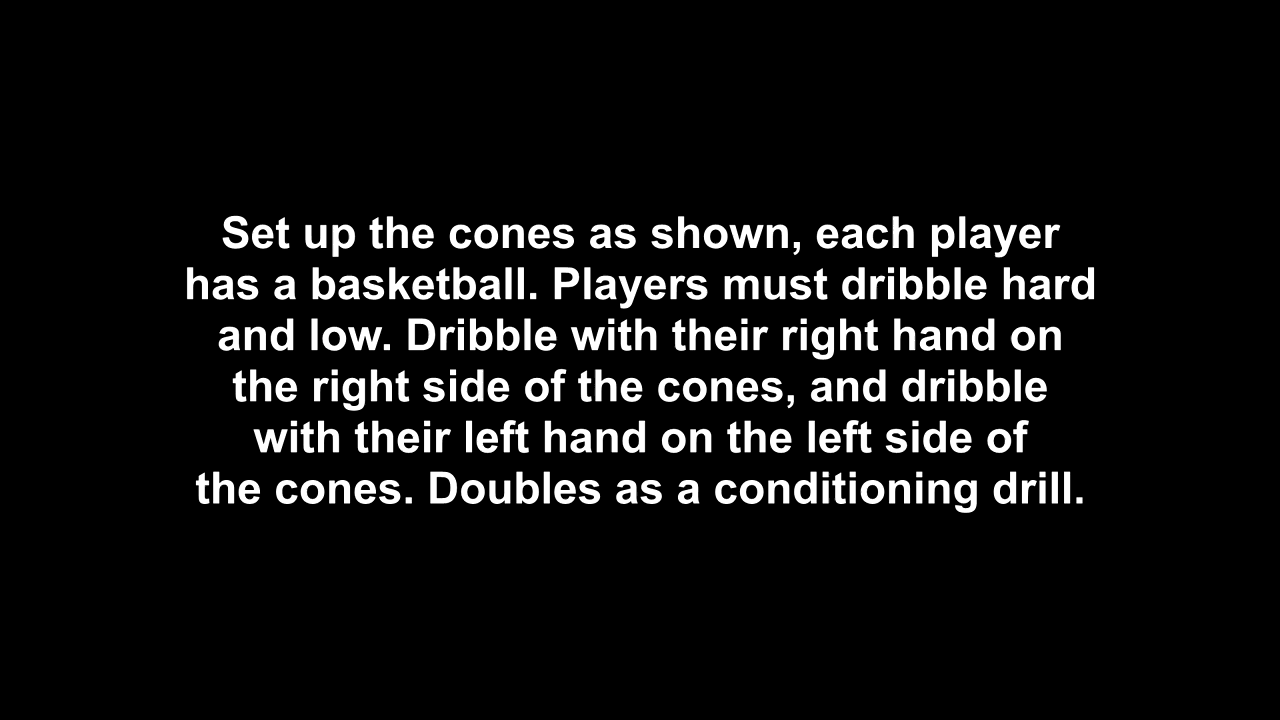 Set up the cones as shown, each player
has a basketball. Players must dribble hard
and low. Dribble with their right hand on
the right side of the cones, and dribble
with their left hand on the left side of
the cones. Doubles as a conditioning drill.